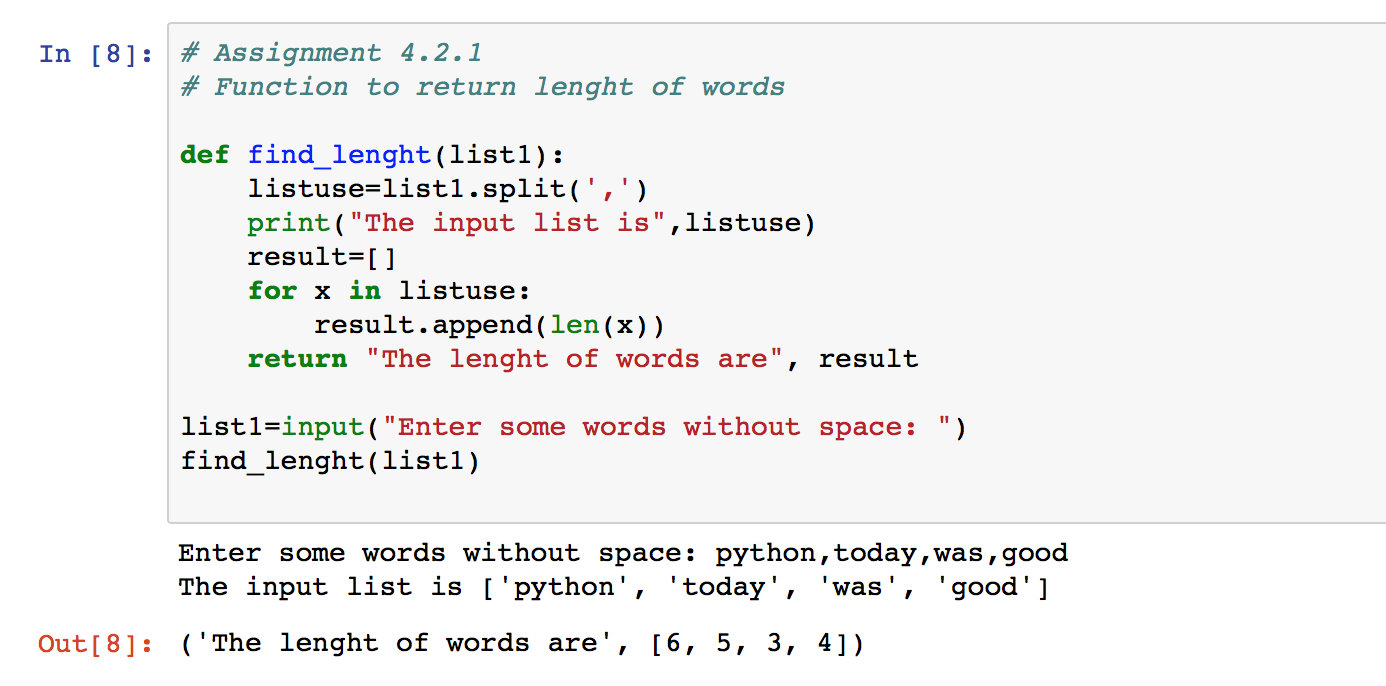 In [8]: # Assignment 4.2.1
# Function to return lenght of words
def find_lenght(list1):
    listuse=list1.split(',')
    print("The input list is",listuse)
    result=[]
    for x in listuse:
        result.append(len(x))
    return "The lenght of words are", result
list1=input("Enter some words without space: ")
find_lenght(list1)
Enter some words without space: python,today,was,good
The input list is ['python', 'today', 'was', 'good']
Out[8]: ('The lenght of words are', [6, 5, 3, 4])